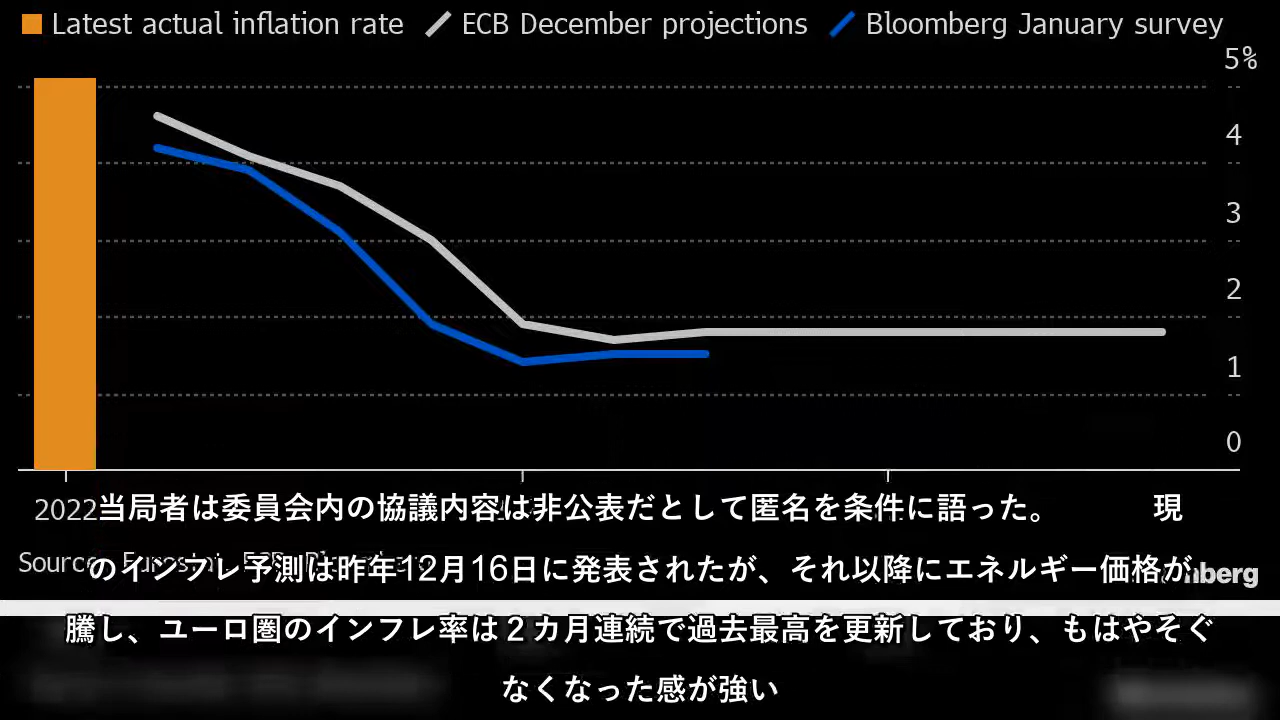 Latest actual inflation rate ECB December projections Bloomberg January survey
5%
4
3
2
1
0
2022
当局者は委員会内の協議内容は非公表だとして匿名を条件に語った。 現
のインフレ予測は昨年12月16日に発表されたが、それ以降にエネルギー価格が
騰し、ユーロ圏のインフレ率は２カ月連続で過去最高を更新しており、もはやそぐ
なくなった感が強い